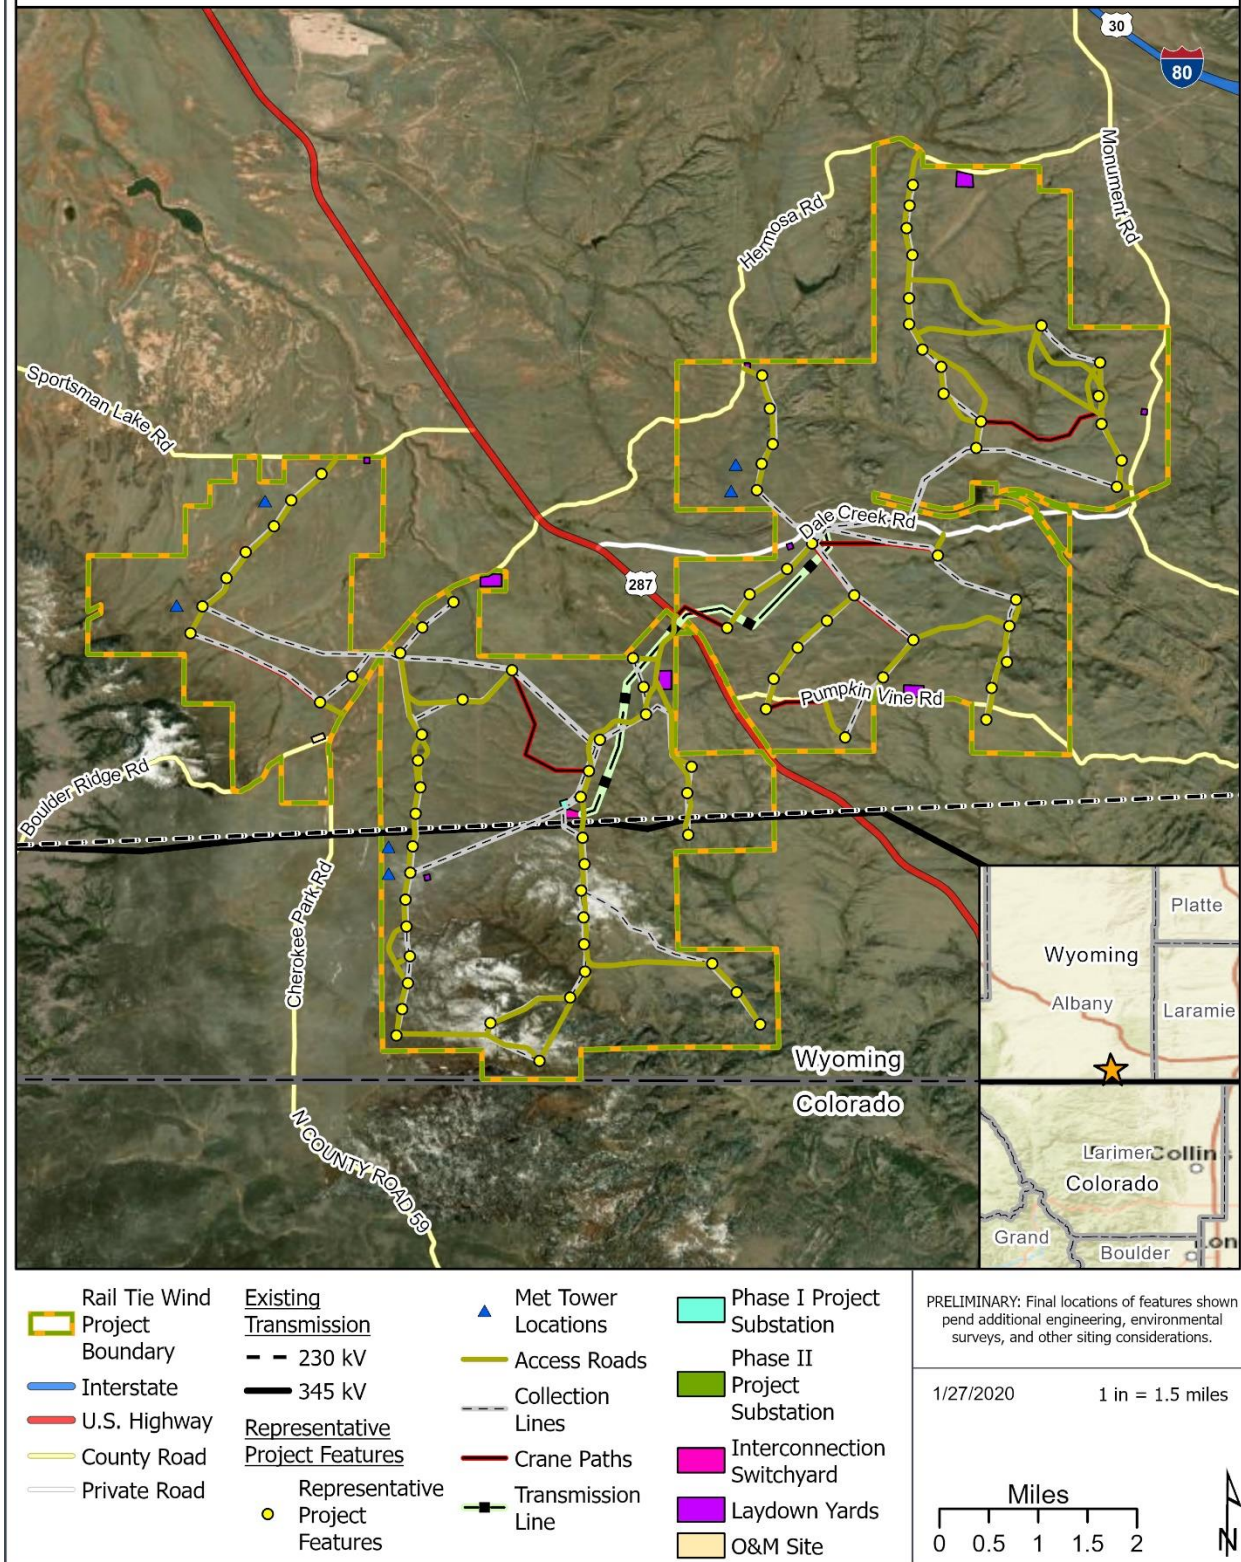 30
80
Monument Rd
Hermosa Rd
Sportsman Lake Rd
Dale Creek Rd
287
Pumpkin Vine Rd
Boulder Ridge Rd
Cherokee Park Rd
Wyoming
Colorado
N COUNTY ROAD 59
Platte
Wyoming
Albany
Laramie
Larimer
Collins
Colorado
Grand
Boulder
Lon
Rail Tie Wind
Project
Boundary
Interstate
U.S. Highway
County Road
Private Road
Existing
Transmission
230 kV
345 kV
Representative
Project Features
Representative
Project
Features
Met Tower
Locations
Access Roads
Collection
Lines
Crane Paths
Transmission
Line
Phase I Project
Substation
Phase II
Project
Substation
Interconnection
Switchyard
Laydown Yards
O&M Site
PRELIMINARY: Final locations of features shown
pend additional engineering, environmental
surveys, and other siting considerations.
1/27/2020 1 in = 1.5 miles
Miles
0 0.5 1 1.5 2
N